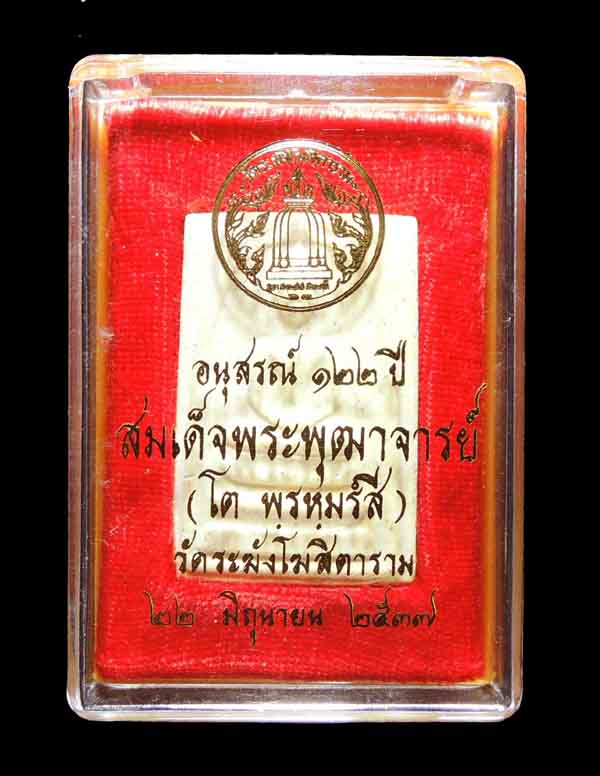 อนุสรณ์ ๑๒๒ ปี
สมเด็จพระพุฒาจารย์
(โต พฺรหฺมรํสี)
วัดระฆังโฆสิตาราม
๒๒ มิถุนายน ๒๕๓๗